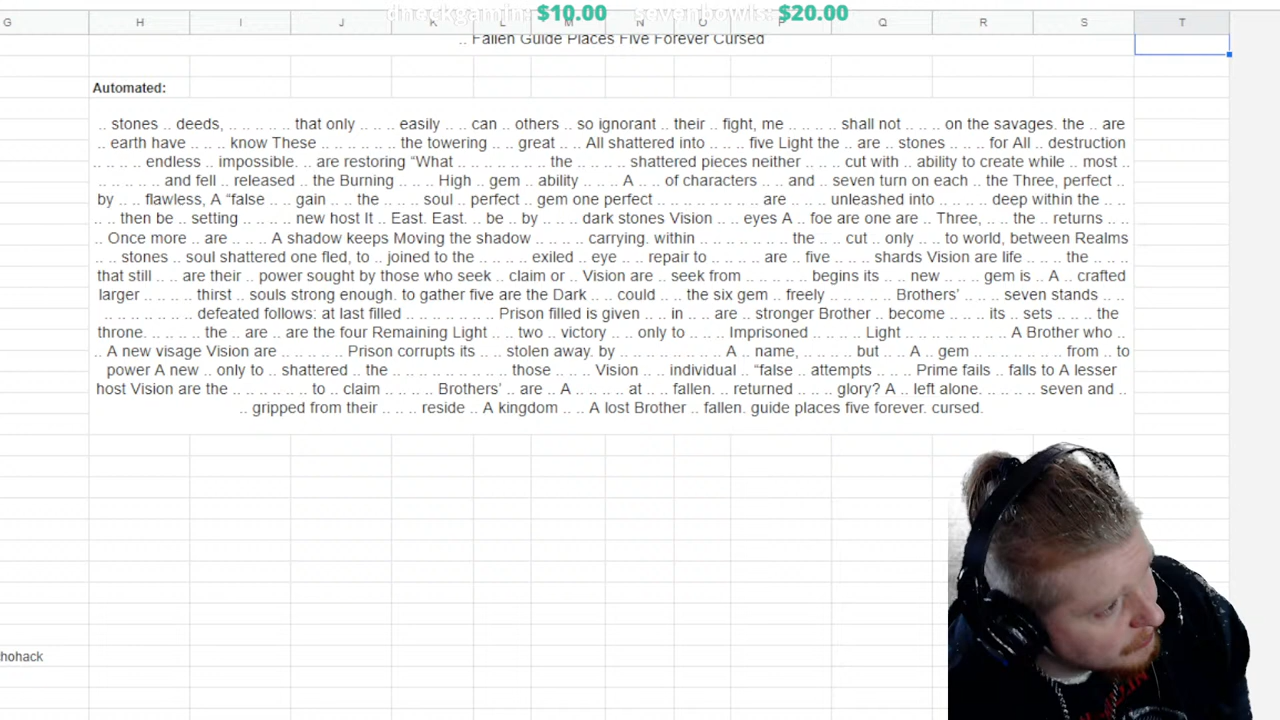 dneckgamin: $10.00 sevenbowls: $20.00
G H I J K L M N O P Q R S T
.. Fallen Guide Places Five Forever Cursed
Automated:
.. stones .. deeds, .. .. .. .. that only .. .. easily .. can .. others .. so ignorant .. their .. fight, me .. .. .. shall not .. .. on the savages. the .. are
.. earth have .. .. know These .. .. .. .. the towering .. great .. .. All shattered into .. .. five Light the .. are .. stones .. .. for All .. destruction
.. .. .. .. endless .. impossible. .. are restoring “What .. .. .. .. .. .. the .. .. .. shattered pieces neither .. .. cut with .. ability to create while .. most ..
.. .. .. .. and fell .. released .. the Burning .. .. High .. gem .. ability .. .. A .. .. of characters .. .. and .. seven turn on each .. the Three, perfect ..
by .. .. flawless, A “false .. gain .. the .. .. soul .. perfect .. gem one perfect .. .. .. .. .. are .. .. unleashed into .. .. .. deep within the .. ..
.. .. then be .. setting .. .. .. new host It .. East. East. .. be .. by .. .. dark stones Vision .. .. eyes A .. foe are one are .. Three, .. .. the .. returns ..
.. Once more .. are .. .. .. A shadow keeps Moving the shadow .. .. .. .. carrying. within .. .. .. .. .. .. the .. .. cut .. only .. .. to world, between Realms
.. .. stones .. soul shattered one fled, to .. joined to the .. .. .. exiled .. eye .. repair to .. .. .. are .. five .. .. shards Vision are life .. .. the .. ..
that still .. .. are their .. power sought by those who seek .. claim or .. Vision are .. seek from .. .. .. .. begins its .. new .. .. gem is .. A .. crafted
larger .. .. .. .. thirst .. souls strong enough. to gather five are the Dark .. .. could .. .. the six gem .. freely .. .. .. .. Brothers’ .. .. seven stands .. ..
.. .. .. .. .. defeated follows: at last filled .. .. .. .. .. Prison filled is given .. .. in .. .. are .. stronger Brother .. become .. .. its .. sets .. .. the
throne. .. .. .. the .. are .. are the four Remaining Light .. .. two .. victory .. .. only to .. .. Imprisoned .. .. .. Light .. .. .. .. .. .. A Brother who ..
.. A new visage Vision are .. .. .. .. Prison corrupts its .. .. stolen away. by .. .. .. .. .. .. A .. name, .. .. .. but .. .. A .. gem .. .. .. .. .. from .. to
power A new .. only to .. shattered .. the .. .. .. .. .. those .. .. Vision .. individual .. “false .. attempts .. .. .. Prime fails .. falls to A lesser
host Vision are the .. .. .. .. to .. claim .. .. .. Brothers’ .. are .. A .. .. .. at .. fallen. .. returned .. .. glory? A .. left alone. .. .. .. seven and ..
.. gripped from their .. .. .. reside .. A kingdom .. .. A lost Brother .. fallen. guide places five forever. cursed.
hohack